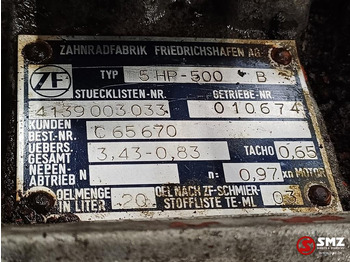 ZAHNRADFABRIK FRIEDRICHSHAFEN AG
ZF TYP 5 HP-500 B
STUECKLISTEN-NR. GETRIEBE-NR.
4139 003 033 010674
KUNDEN BEST.-NR. C 65 670
UEBERS. GESAMT 3,43-0,83 TACHO 0,65
NEBEN-ABTRIEB N n: 0,97 xn MOTOR
OELMENGE IN LITER 20 OEL NACH ZF-SCHMIER-STOFFLISTE TE-ML 03
SMZ